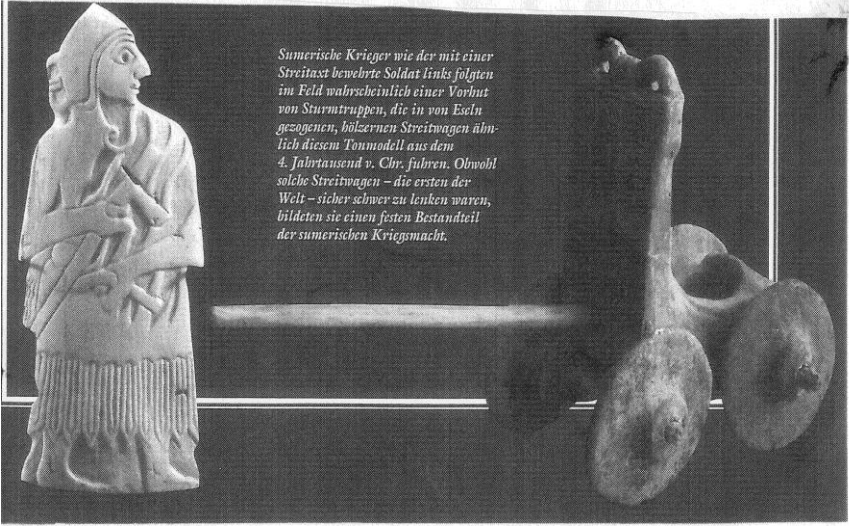 Sumerische Krieger wie der mit einer
Streitaxt bewehrte Soldat links folgten
im Feld wahrscheinlich einer Vorhut
von Sturmtruppen, die in von Eseln
gezogenen, hölzernen Streitwagen ähn-
lich diesem Tonmodell aus dem
4. Jahrtausend v. Chr. fuhren. Obwohl
solche Streitwagen – die ersten der
Welt – sicher schwer zu lenken waren,
bildeten sie einen festen Bestandteil
der sumerischen Kriegsmacht.